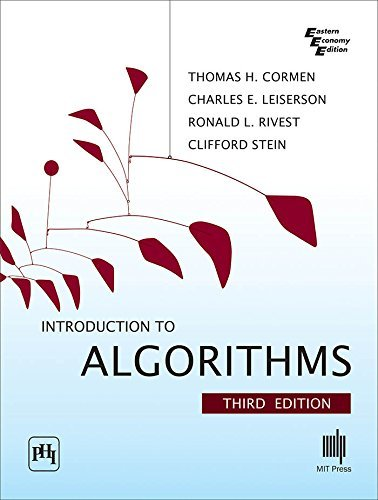 Eastern
Economy
Edition
THOMAS H. CORMEN
CHARLES E. LEISERSON
RONALD L. RIVEST
CLIFFORD STEIN
INTRODUCTION TO
ALGORITHMS
THIRD EDITION
PHI
MIT Press